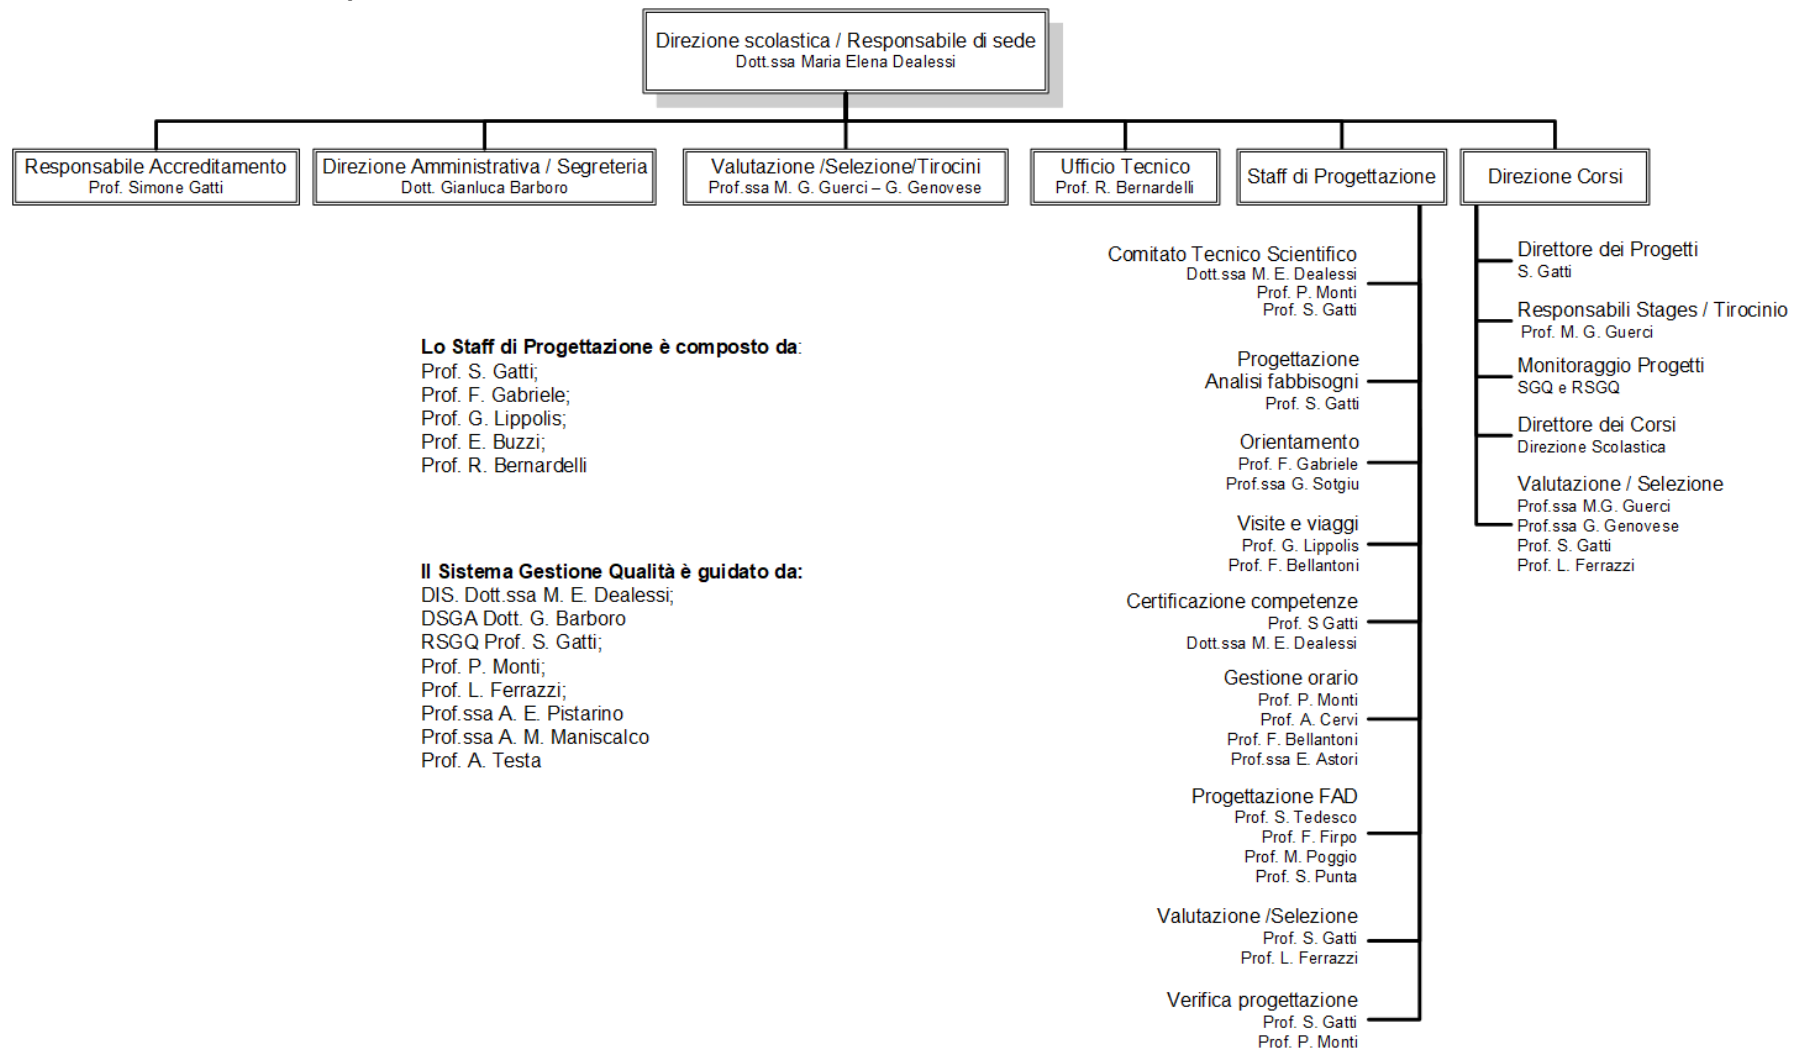 Direzione scolastica / Responsabile di sede
Dott.ssa Maria Elena Dealessi
Responsabile Accreditamento
Prof. Simone Gatti
Direzione Amministrativa / Segreteria
Dott. Gianluca Barboro
Valutazione /Selezione/Tirocini
Prof.ssa M. G. Guerci – G. Genovese
Ufficio Tecnico
Prof. R. Bernardelli
Staff di Progettazione
Direzione Corsi
Lo Staff di Progettazione è composto da:
Prof. S. Gatti;
Prof. F. Gabriele;
Prof. G. Lippolis;
Prof. E. Buzzi;
Prof. R. Bernardelli
Il Sistema Gestione Qualità è guidato da:
DIS. Dott.ssa M. E. Dealessi;
DSGA Dott. G. Barboro
RSGQ Prof. S. Gatti;
Prof. P. Monti;
Prof. L. Ferrazzi;
Prof.ssa A. E. Pistarino
Prof.ssa A. M. Maniscalco
Prof. A. Testa
Comitato Tecnico Scientifico
Dott.ssa M. E. Dealessi
Prof. P. Monti
Prof. S. Gatti
Progettazione
Analisi fabbisogni
Prof. S. Gatti
Orientamento
Prof. F. Gabriele
Prof.ssa G. Sotgiu
Visite e viaggi
Prof. G. Lippolis
Prof. F. Bellantoni
Certificazione competenze
Prof. S Gatti
Dott.ssa M. E. Dealessi
Gestione orario
Prof. P. Monti
Prof. A. Cervi
Prof. F. Bellantoni
Prof.ssa E. Astori
Progettazione FAD
Prof. S. Tedesco
Prof. F. Firpo
Prof. M. Poggio
Prof. S. Punta
Valutazione /Selezione
Prof. S. Gatti
Prof. L. Ferrazzi
Verifica progettazione
Prof. S. Gatti
Prof. P. Monti
Direttore dei Progetti
S. Gatti
Responsabili Stages / Tirocinio
Prof. M. G. Guerci
Monitoraggio Progetti
SGQ e RSGQ
Direttore dei Corsi
Direzione Scolastica
Valutazione / Selezione
Prof.ssa M.G. Guerci
Prof.ssa G. Genovese
Prof. S. Gatti
Prof. L. Ferrazzi